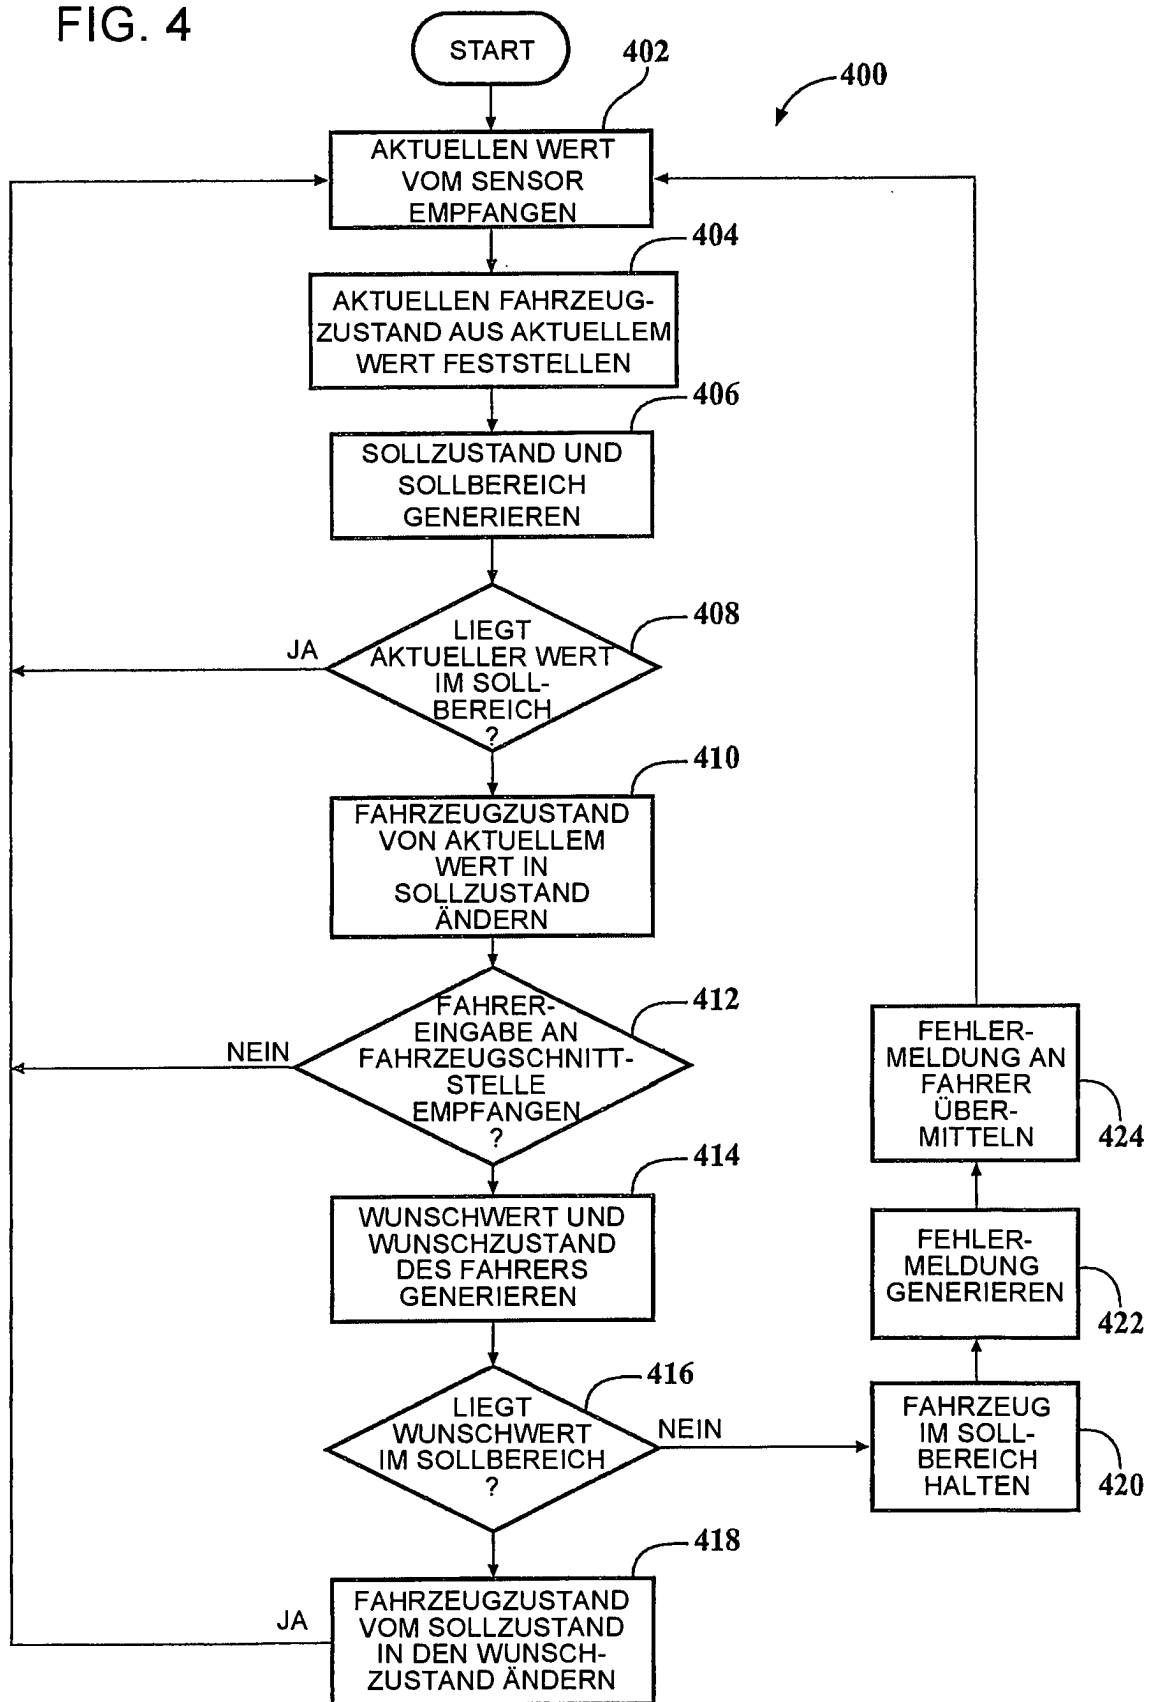 FIG. 4
START
402
400
AKTUELLEN WERT
VOM SENSOR
EMPFANGEN
404
AKTUELLEN FAHRZEUG-
ZUSTAND AUS AKTUELLEM
WERT FESTSTELLEN
406
SOLLZUSTAND UND
SOLLBEREICH
GENERIEREN
408
LIEGT
AKTUELLER WERT
IM SOLL-
BEREICH
?
JA
410
FAHRZEUGZUSTAND
VON AKTUELLEM
WERT IN
SOLLZUSTAND
ÄNDERN
412
FAHRER-
EINGABE AN
FAHRZEUGSCHNITT-
STELLE
EMPFANGEN
?
NEIN
414
WUNSCHWERT UND
WUNSCHZUSTAND
DES FAHRERS
GENERIEREN
416
LIEGT
WUNSCHWERT
IM SOLLBEREICH
?
NEIN
418
FAHRZEUGZUSTAND
VOM SOLLZUSTAND
IN DEN WUNSCH-
ZUSTAND ÄNDERN
JA
FAHRZEUG
IM SOLL-
BEREICH
HALTEN
420
FEHLER-
MELDUNG
GENERIEREN
422
FEHLER-
MELDUNG AN
FAHRER
ÜBER-
MITTELN
424